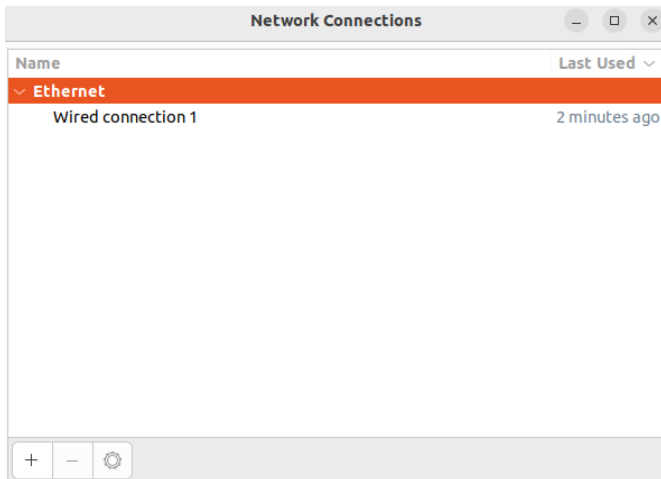 Network Connections
Name Last Used
Ethernet
Wired connection 1 2 minutes ago